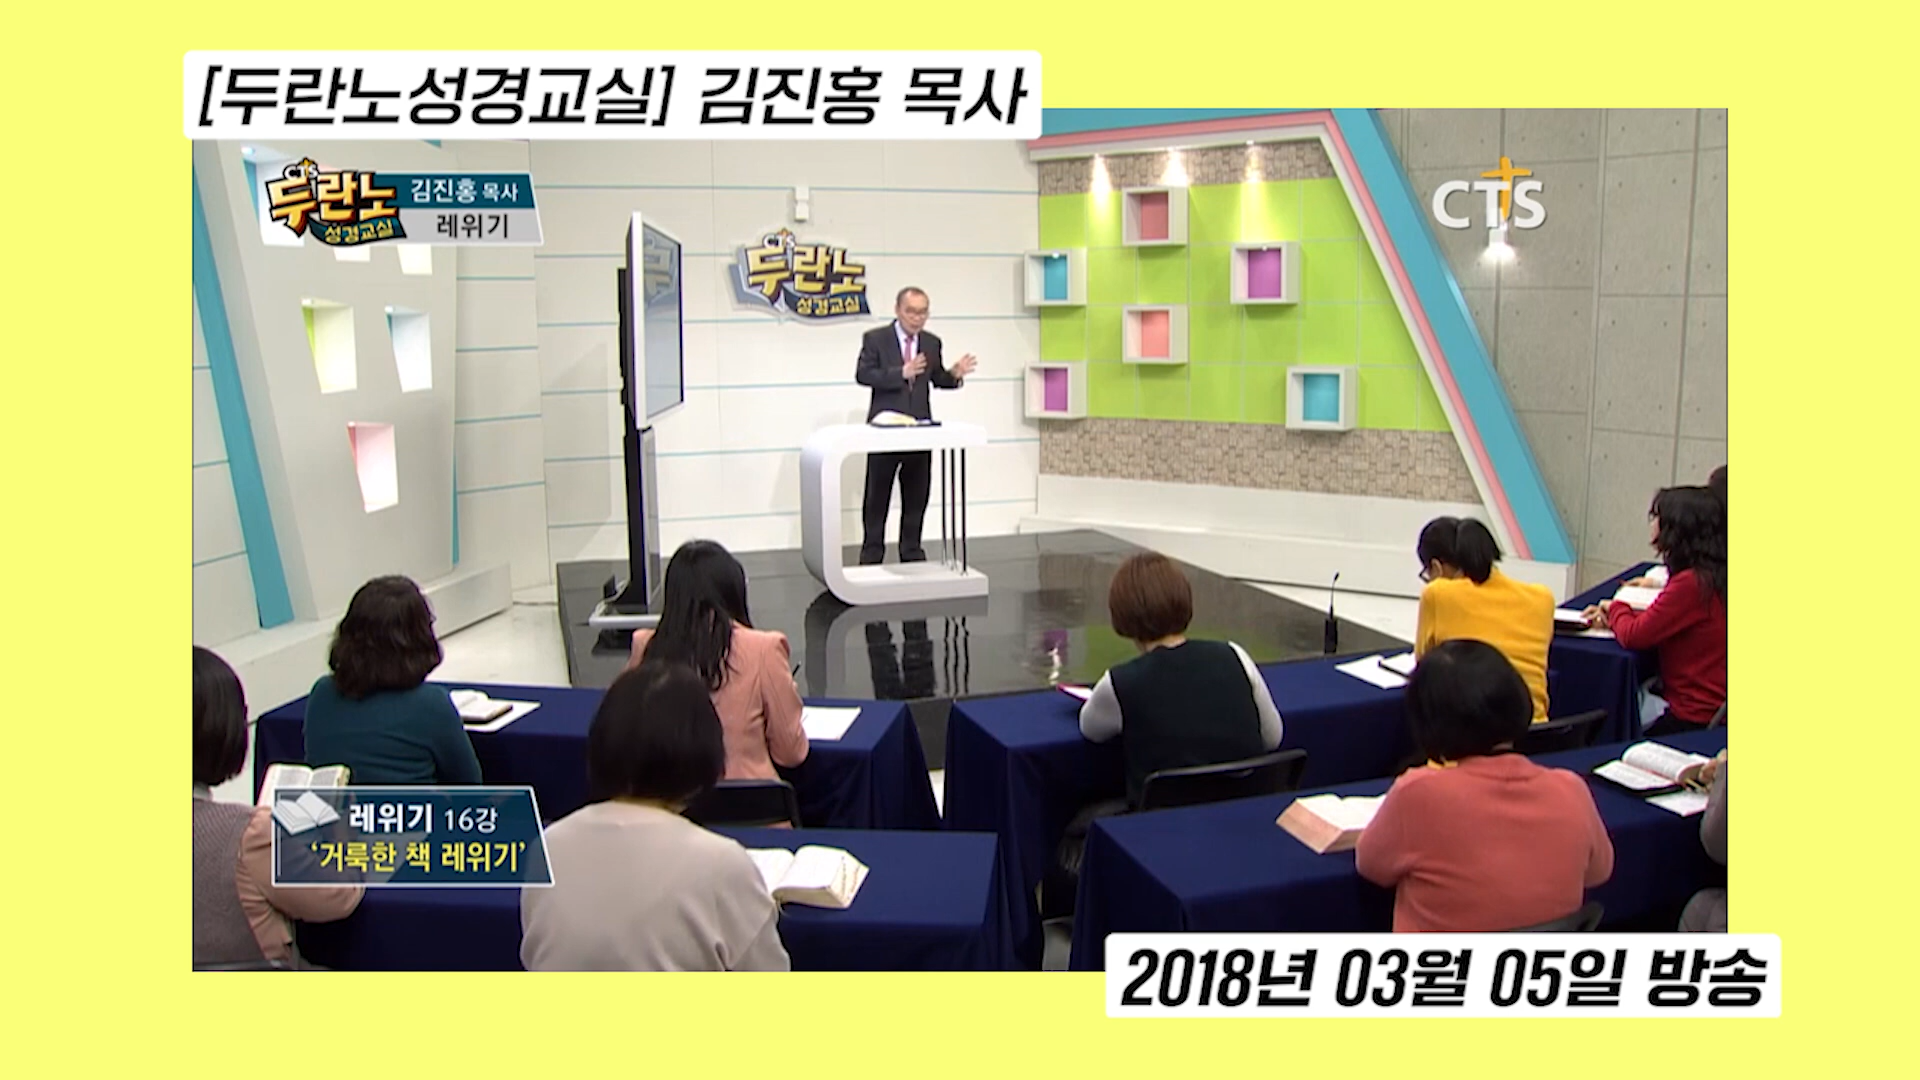 [두란노성경교실] 김진홍 목사
CTS
두란노
성경교실
김진홍 목사
레위기
CTS
CTS
두란노
성경교실
레위기 16강
‘거룩한 책 레위기’
2018년 03월 05일 방송